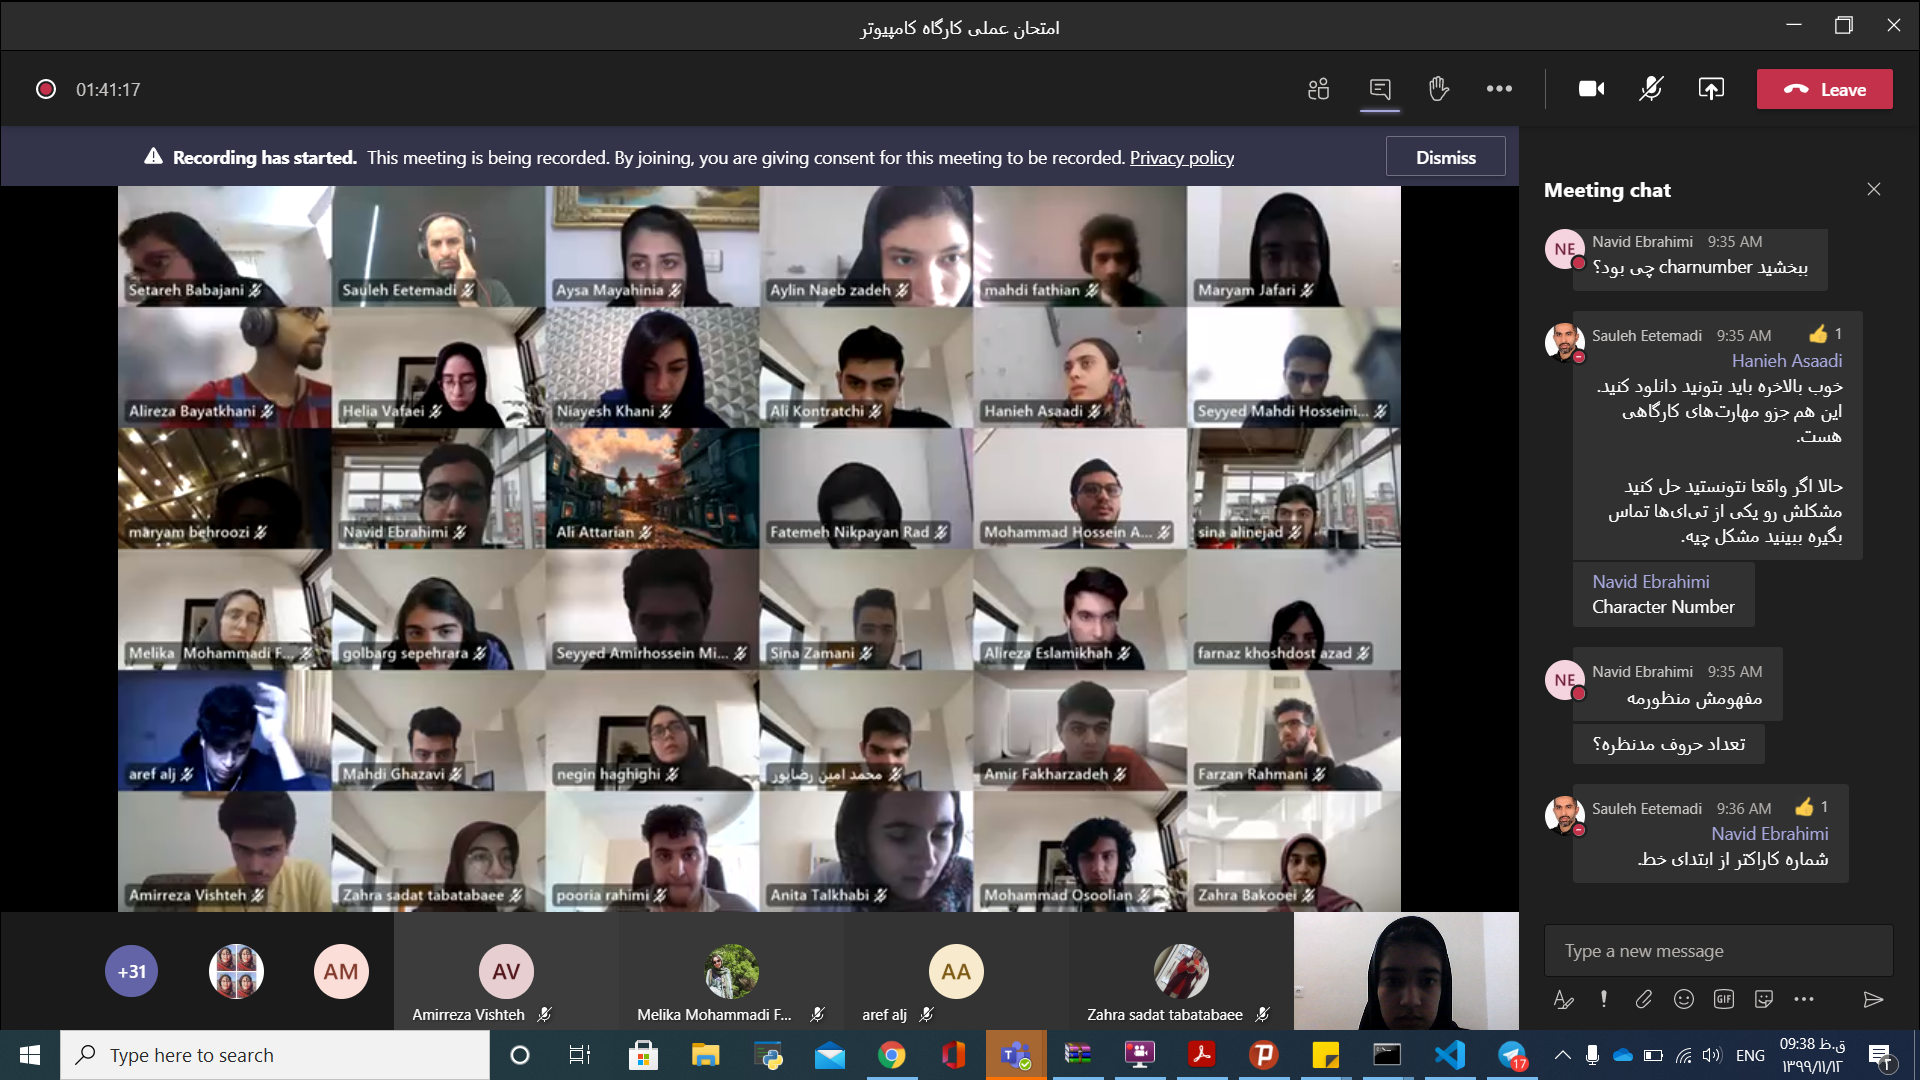 امتحان عملی کارگاه کامپیوتر
01:41:17
Leave
Recording has started. This meeting is being recorded. By joining, you are giving consent for this meeting to be recorded. Privacy policy
Dismiss
Setareh Babajani
Sauleh Eetemadi
Aysa Mayahinia
Aylin Naeb zadeh
mahdi fathian
Maryam Jafari
Alireza Bayatkhani
Helia Vafaei
Niayesh Khani
Ali Kontratchi
Hanieh Asaadi
Seyyed Mahdi Hosseini...
maryam behroozi
Navid Ebrahimi
Ali Attarian
Fatemeh Nikpayan Rad
Mohammad Hossein A...
sina alinejad
Melika Mohammadi F...
golbarg sepehrara
Seyyed Amirhossein Mi...
Sina Zamani
Alireza Eslamikhah
farnaz khoshdost azad
aref alj
Mahdi Ghazavi
negin haghighi
محمد امین رضاپور
Amir Fakharzadeh
Farzan Rahmani
Amirreza Vishteh
Zahra sadat tabatabaee
pooria rahimi
Anita Talkhabi
Mohammad Osoolian
Zahra Bakooei
+31
AM
AV
Amirreza Vishteh
Melika Mohammadi F...
AA
aref alj
Zahra sadat tabatabaee
Meeting chat
NE
Navid Ebrahimi 9:35 AM
ببخشید charnumber چی بود؟
Sauleh Eetemadi 9:35 AM 1
Hanieh Asaadi
خوب بالاخره باید بتونید دانلود کنید.
این هم جزو مهارت‌های کارگاهی
هست.
حالا اگر واقعا نتونستید حل کنید
مشکلش رو یکی از تی‌ای‌ها تماس
بگیره ببینید مشکل چیه.
Navid Ebrahimi
Character Number
NE
Navid Ebrahimi 9:35 AM
مفهومش منظورمه
تعداد حروف مدنظره؟
Sauleh Eetemadi 9:36 AM 1
Navid Ebrahimi
شماره کاراکتر از ابتدای خط.
Type a new message
GIF
Type here to search
17
ENG
09:38 ق.ظ
۱۳۹۹/۱۱/۱۲
۲